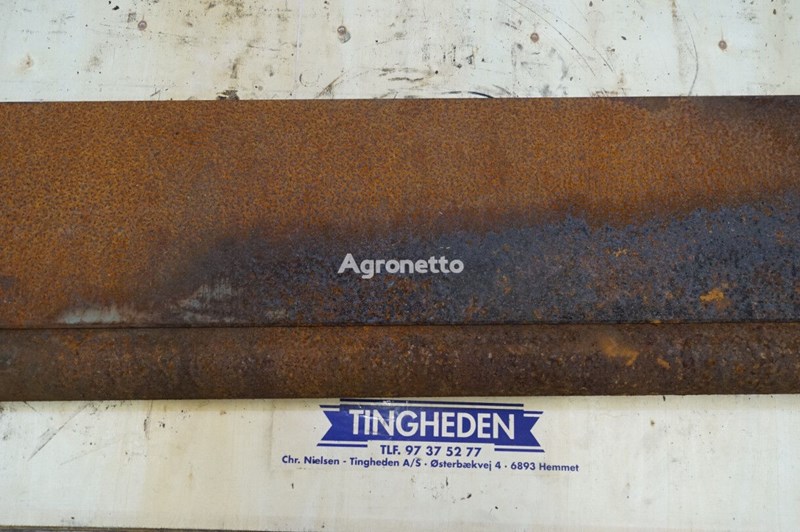 Agronetto
TINGHEDEN
TLF. 97 37 52 77
Chr. Nielsen - Tingheden A/S - Østerbækvej 4 - 6893 Hemmet